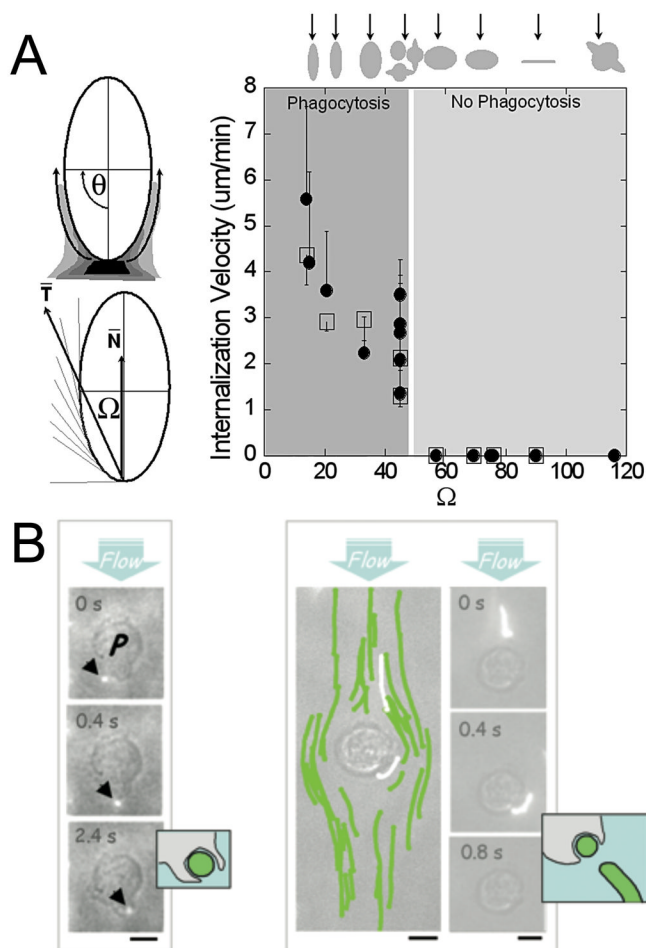 A
θ
T̄
N̄
Ω
Internalization Velocity (um/min)
8
7
6
5
4
3
2
1
0
Phagocytosis
No Phagocytosis
0
20
40
60
80
100
120
Ω
B
Flow
0 s
P
0.4 s
2.4 s
Flow
Flow
0 s
0.4 s
0.8 s